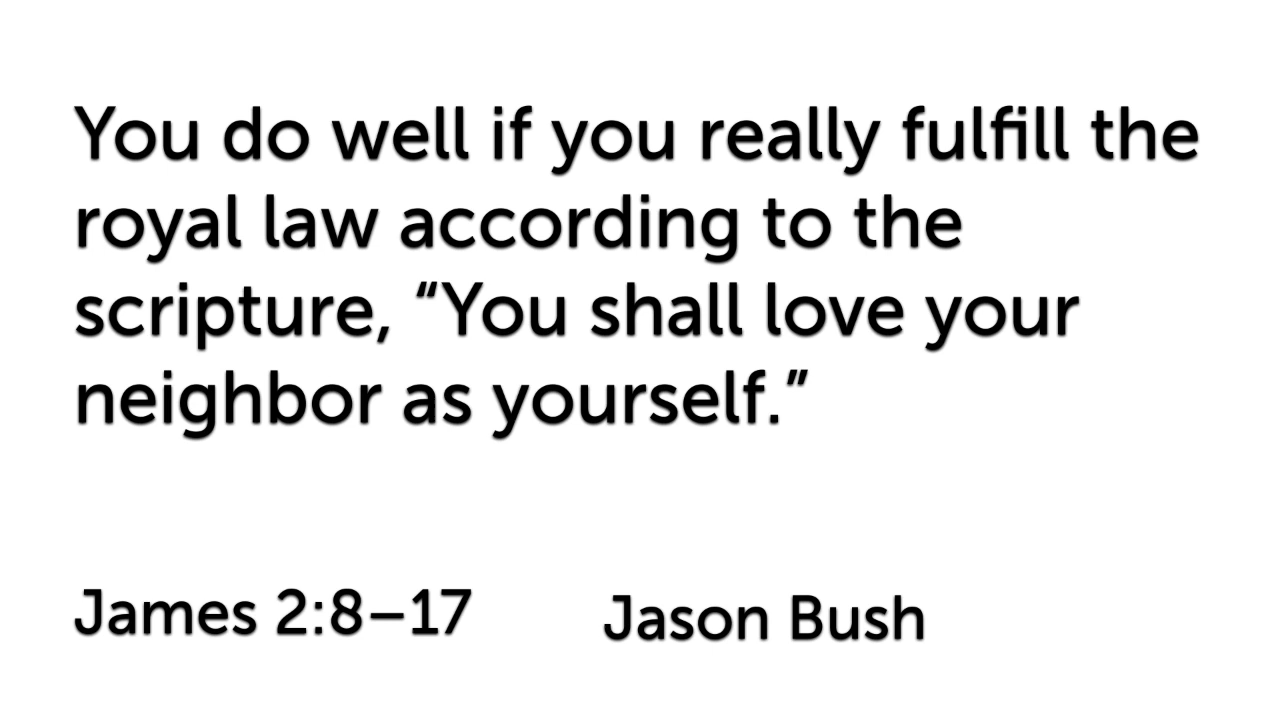 You do well if you really fulfill the
royal law according to the
scripture, “You shall love your
neighbor as yourself.”
James 2:8–17
Jason Bush